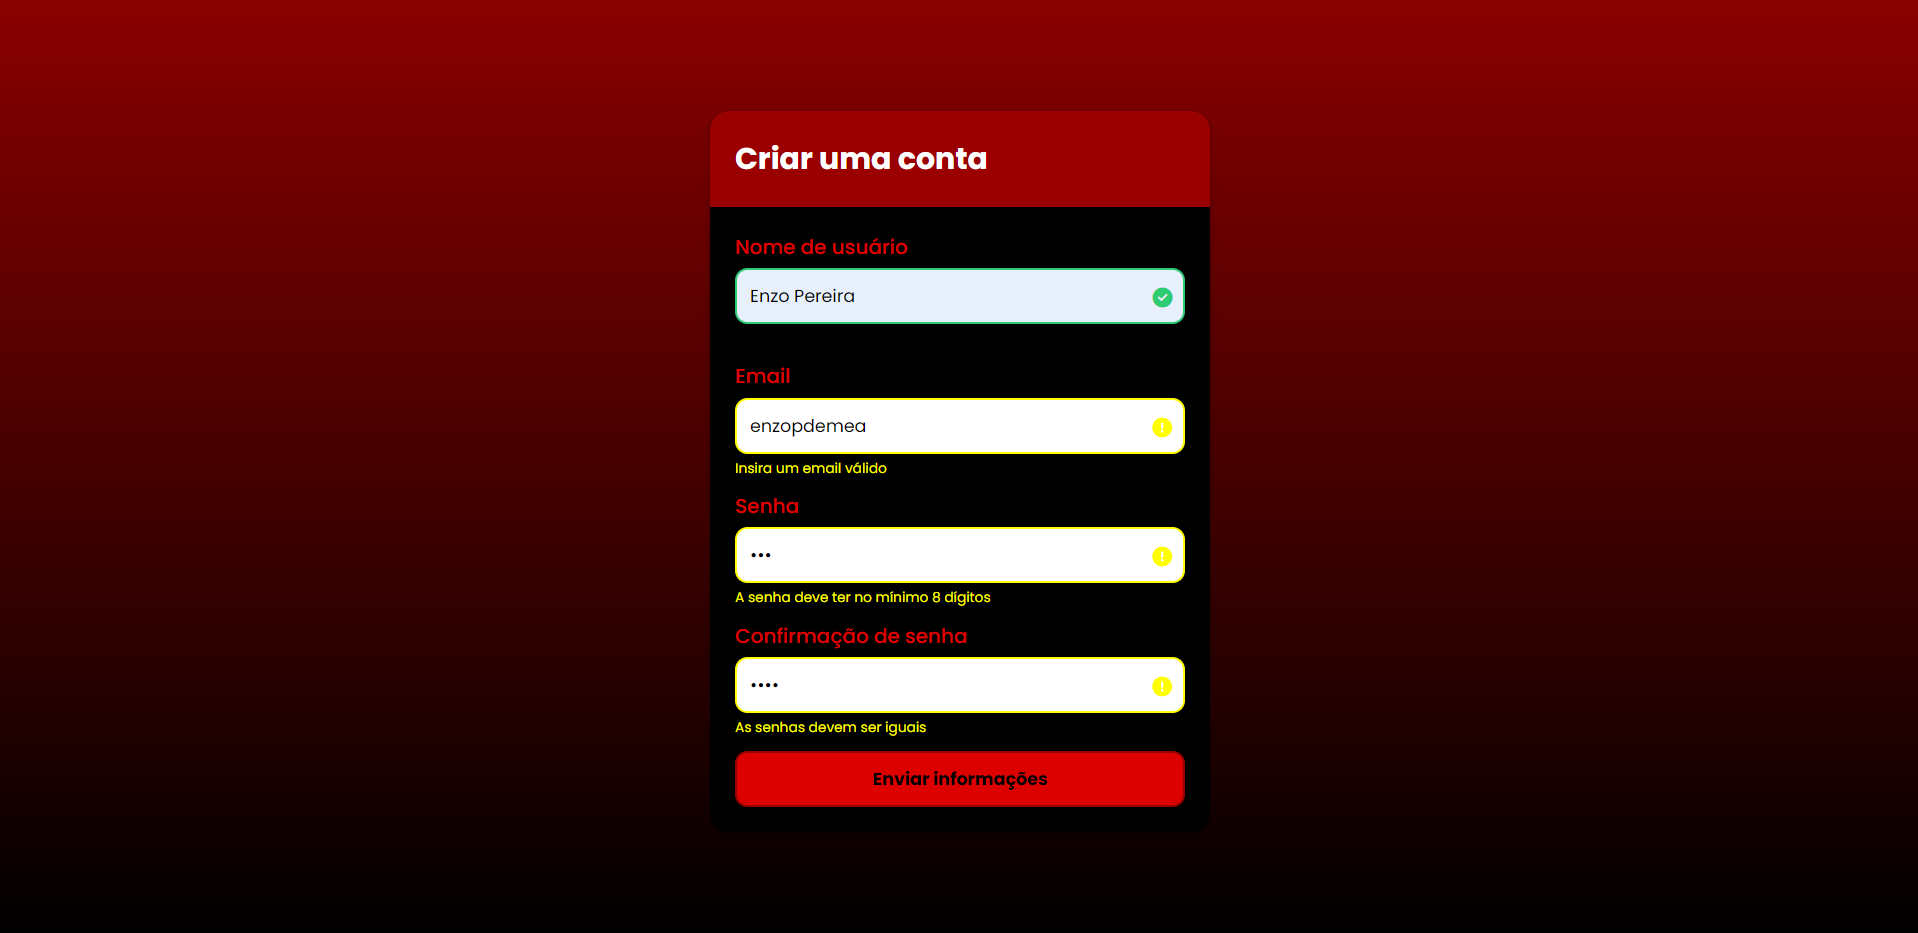 Criar uma conta
Nome de usuário
Enzo Pereira
Email
enzopdemea
Insira um email válido
Senha
•••
A senha deve ter no mínimo 8 dígitos
Confirmação de senha
••••
As senhas devem ser iguais
Enviar informações